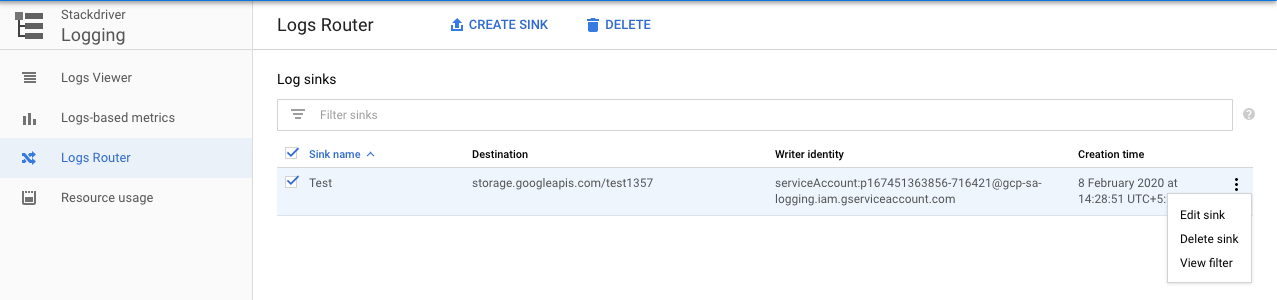 Stackdriver
Logging
Logs Router
CREATE SINK
DELETE
Logs Viewer
Logs-based metrics
Logs Router
Resource usage
Log sinks
Filter sinks
Sink name
Destination
Writer identity
Creation time
Test
storage.googleapis.com/test1357
serviceAccount:p167451363856-716421@gcp-sa-
logging.iam.gserviceaccount.com
8 February 2020 at
14:28:51 UTC+5:
Edit sink
Delete sink
View filter